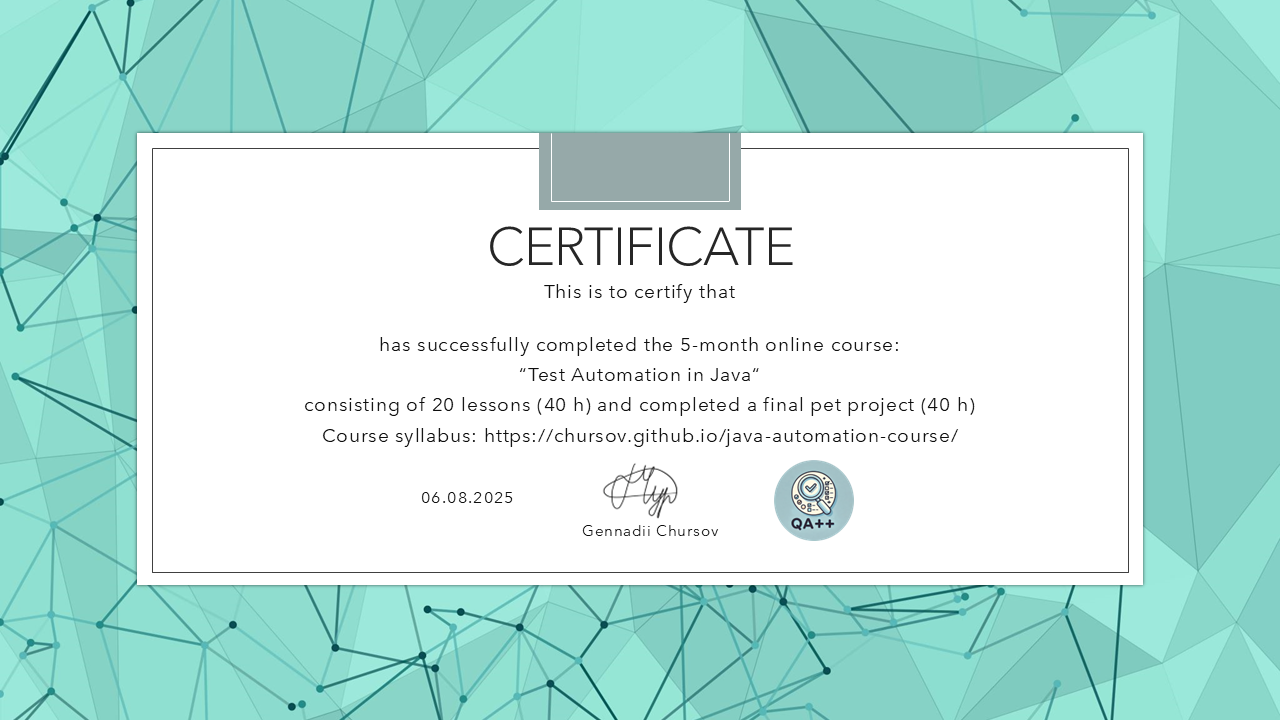 CERTIFICATE
This is to certify that
has successfully completed the 5-month online course:
“Test Automation in Java“
consisting of 20 lessons (40 h) and completed a final pet project (40 h)
Course syllabus: https://chursov.github.io/java-automation-course/
06.08.2025
Gennadii Chursov
QA++